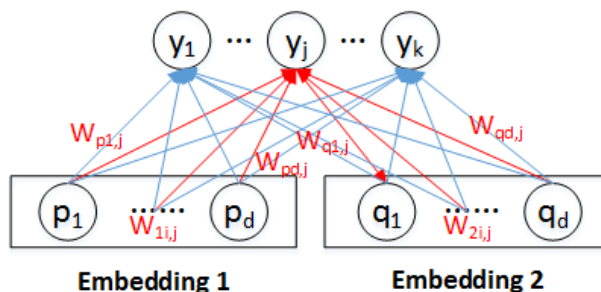 y1 ... yj ... yk
Wp1,j
Wq1,j
Wqd,j
Wpd,j
p1 ...... pd
q1 ...... qd
W1i,j
W2i,j
Embedding 1
Embedding 2